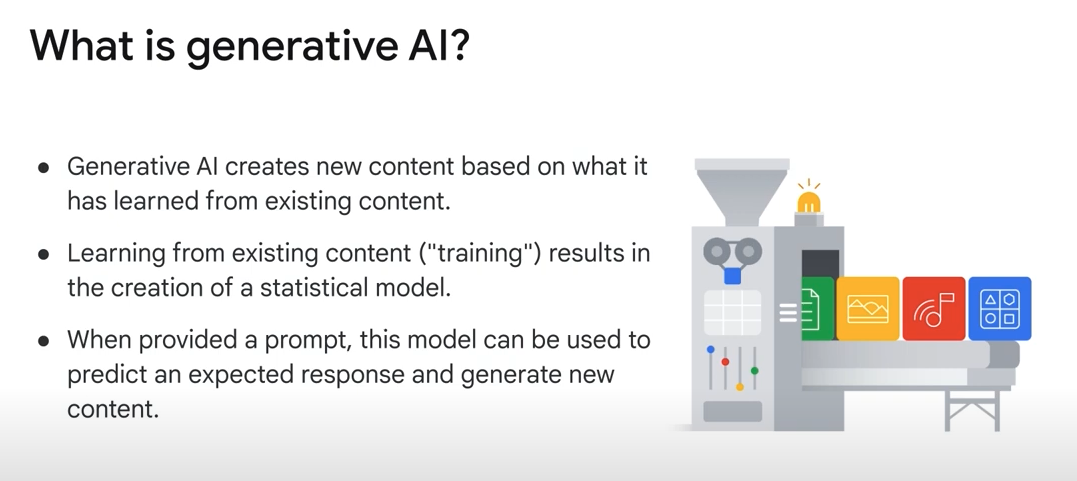 What is generative AI?
● Generative AI creates new content based on what it
has learned from existing content.
● Learning from existing content ("training") results in
the creation of a statistical model.
● When provided a prompt, this model can be used to
predict an expected response and generate new
content.